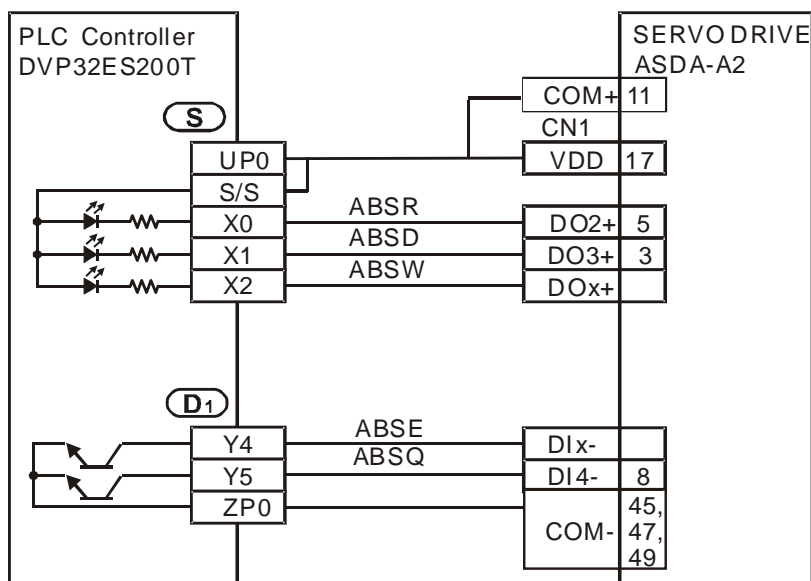 PLC Controller
DVP32ES200T
SERVO DRIVE
ASDA-A2
S
COM+ 11
CN1
UP0
VDD 17
S/S
X0
ABSR
DO2+ 5
X1
ABSD
DO3+ 3
X2
ABSW
DOx+
D1
Y4
ABSE
DIx-
Y5
ABSQ
DI4- 8
ZP0
COM- 45,
47,
49